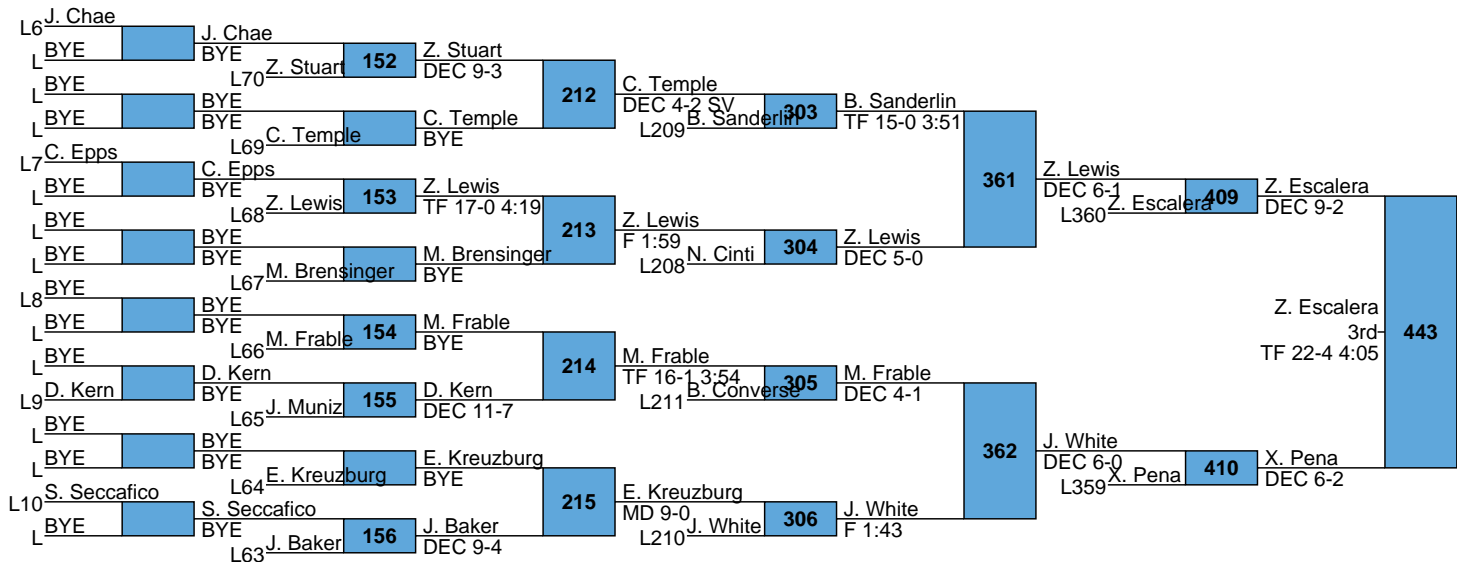 L6 J. Chae
L BYE
J. Chae
BYE
L70 Z. Stuart
152
Z. Stuart
DEC 9-3
L BYE
L BYE
BYE
BYE
L69 C. Temple
C. Temple
BYE
212
C. Temple
DEC 4-2 SV
L209 B. Sanderlin
303
B. Sanderlin
TF 15-0 3:51
L7 C. Epps
L BYE
C. Epps
BYE
L68 Z. Lewis
153
Z. Lewis
TF 17-0 4:19
L BYE
L BYE
BYE
BYE
L67 M. Brensinger
M. Brensinger
BYE
213
Z. Lewis
F 1:59
L208 N. Cinti
304
Z. Lewis
DEC 5-0
361
Z. Lewis
DEC 6-1
L360 Z. Escalera
409
Z. Escalera
DEC 9-2
L8 BYE
L BYE
BYE
BYE
L66 M. Frable
154
M. Frable
BYE
L BYE
L9 D. Kern
D. Kern
BYE
L65 J. Muniz
155
D. Kern
DEC 11-7
214
M. Frable
TF 16-1 3:54
L211 B. Converse
305
M. Frable
DEC 4-1
L BYE
L BYE
BYE
BYE
L64 E. Kreuzburg
E. Kreuzburg
BYE
L10 S. Seccafico
L BYE
S. Seccafico
BYE
L63 J. Baker
156
J. Baker
DEC 9-4
215
E. Kreuzburg
MD 9-0
L210 J. White
306
J. White
F 1:43
362
J. White
DEC 6-0
L359 X. Pena
410
X. Pena
DEC 6-2
443
Z. Escalera
3rd
TF 22-4 4:05